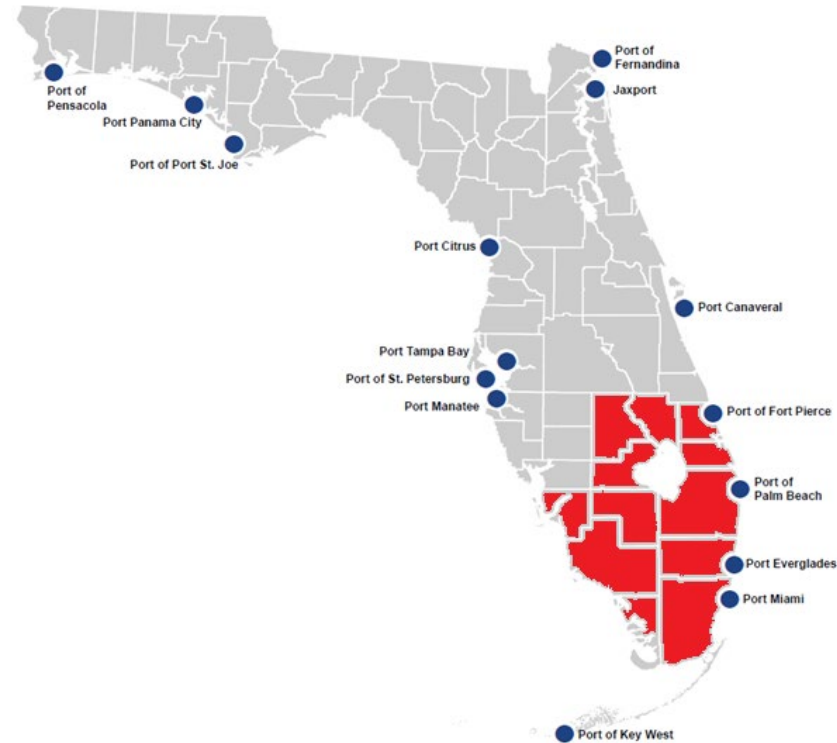 Port of
Fernandina
Jaxport
Port of
Pensacola
Port Panama City
Port of Port St. Joe
Port Citrus
Port Canaveral
Port Tampa Bay
Port of St. Petersburg
Port Manatee
Port of Fort Pierce
Port of
Palm Beach
Port Everglades
Port Miami
Port of Key West